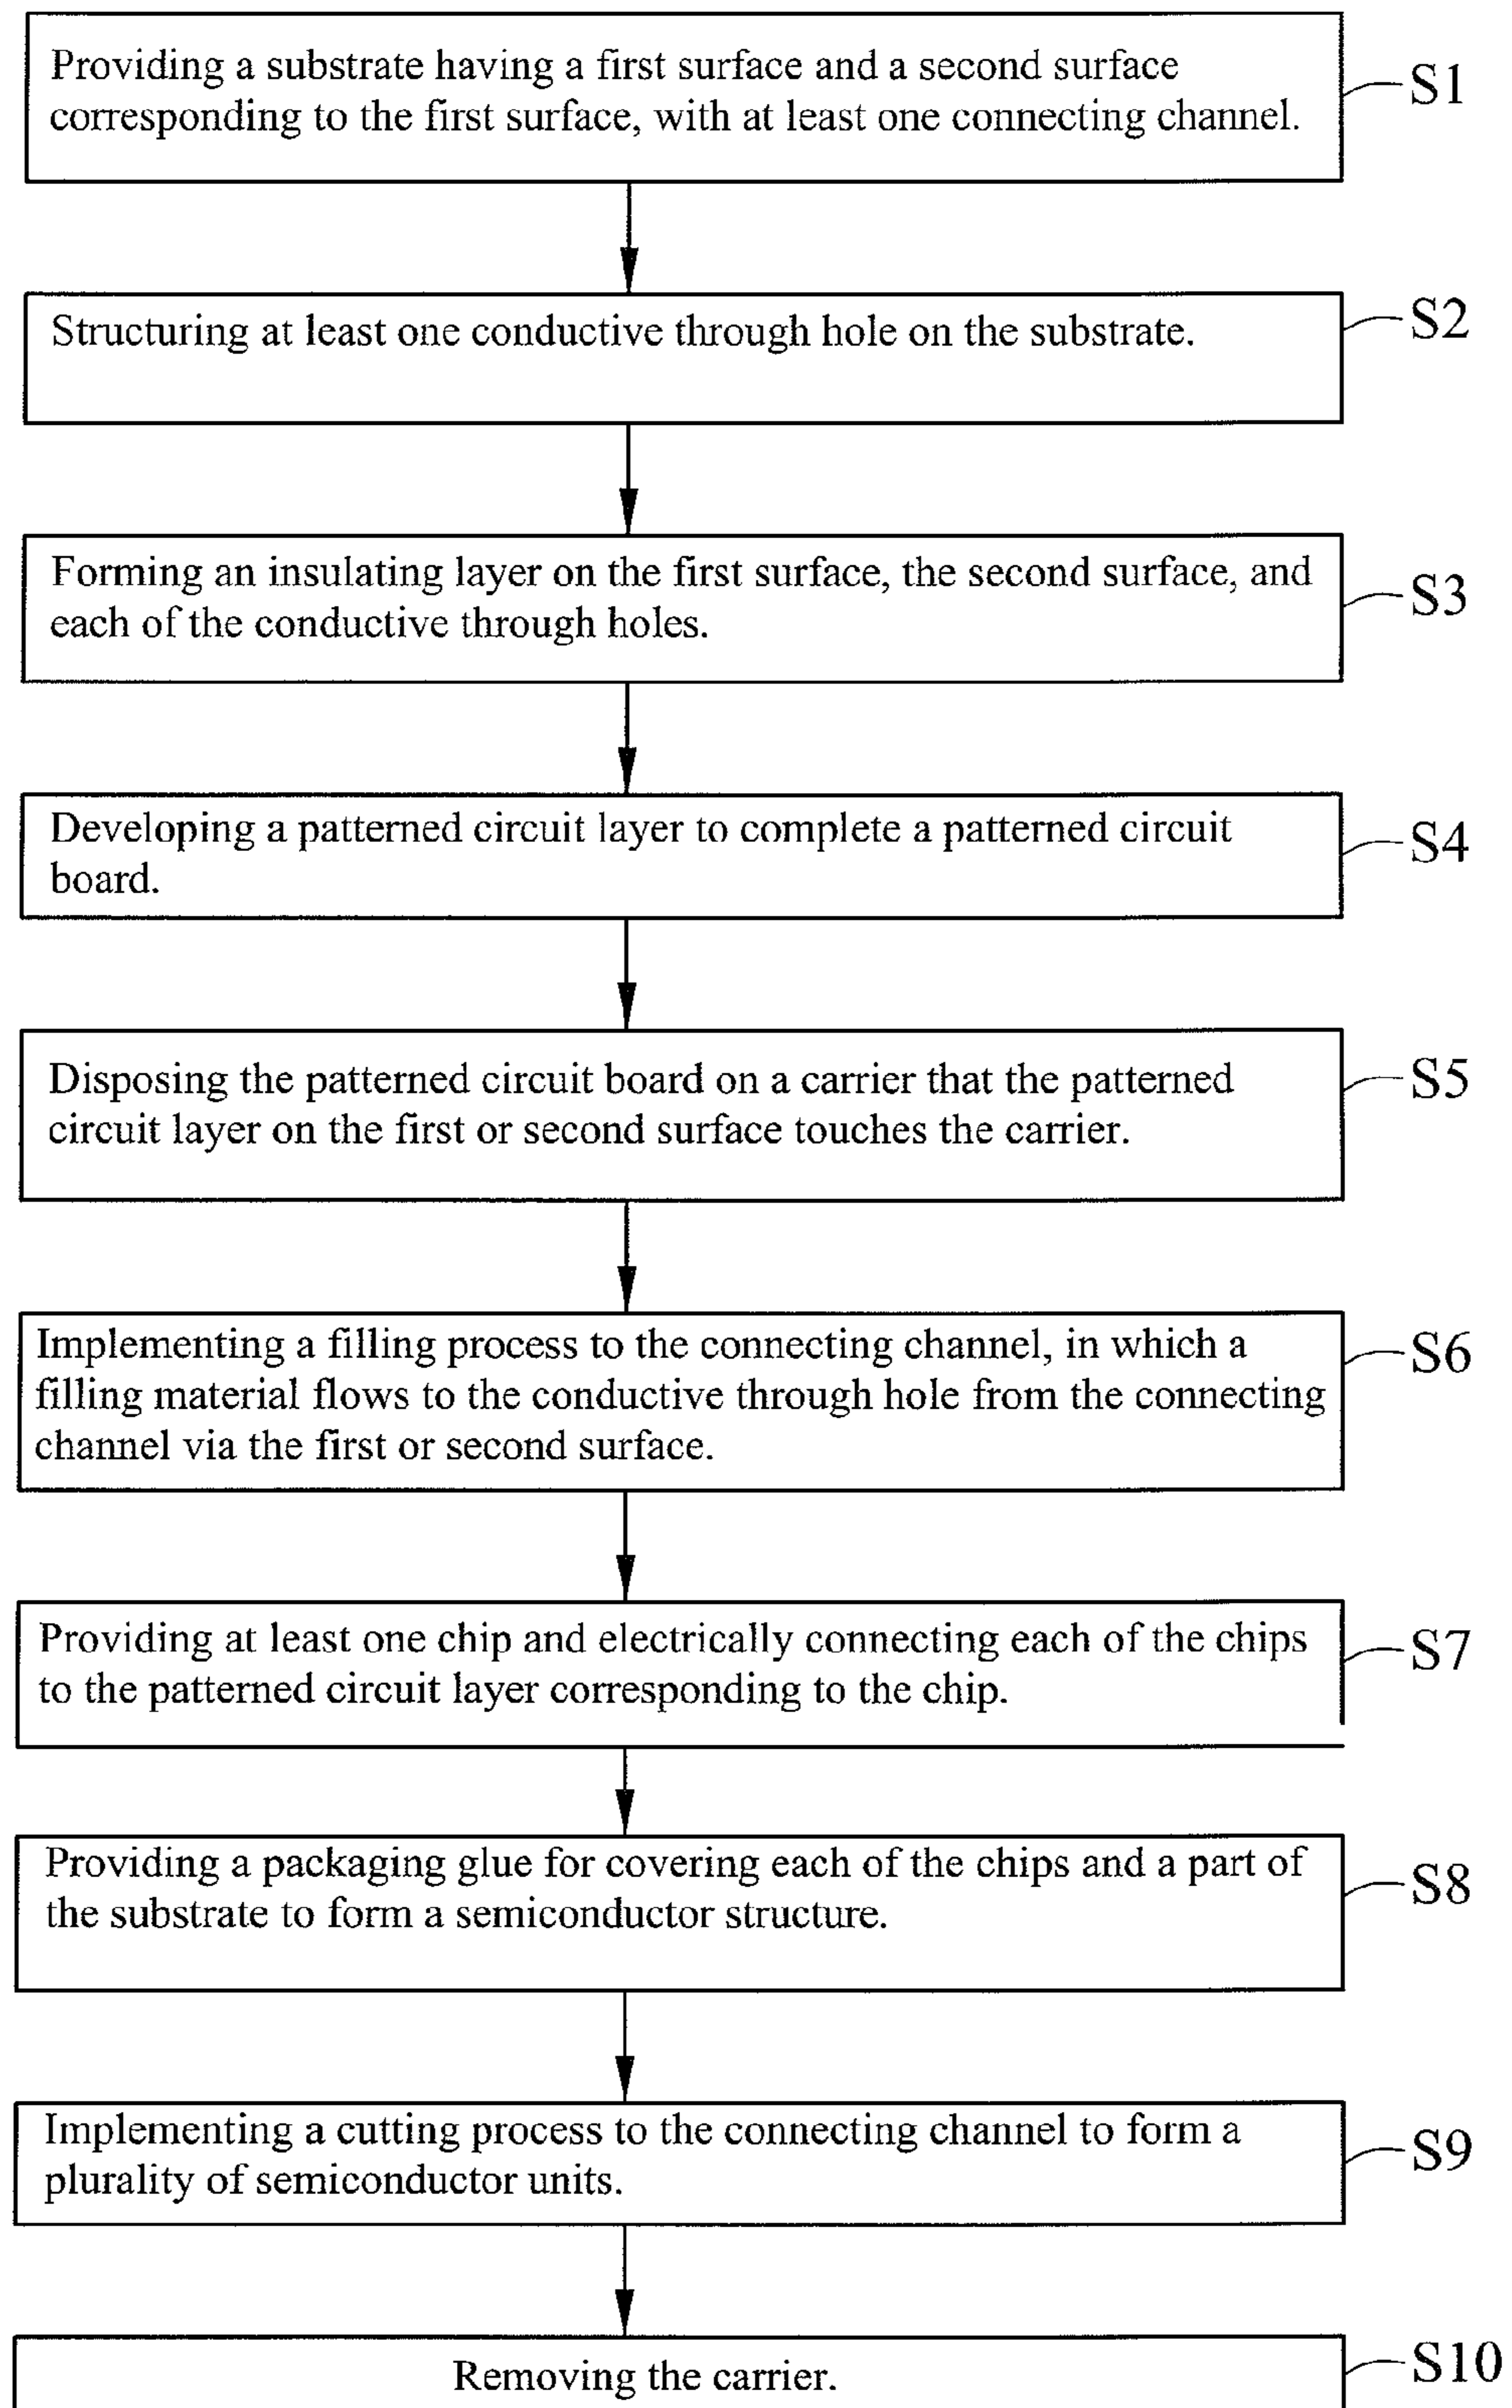 Providing a substrate having a first surface and a second surface
corresponding to the first surface, with at least one connecting channel.
S1
Structuring at least one conductive through hole on the substrate.
S2
Forming an insulating layer on the first surface, the second surface, and
each of the conductive through holes.
S3
Developing a patterned circuit layer to complete a patterned circuit
board.
S4
Disposing the patterned circuit board on a carrier that the patterned
circuit layer on the first or second surface touches the carrier.
S5
Implementing a filling process to the connecting channel, in which a
filling material flows to the conductive through hole from the connecting
channel via the first or second surface.
S6
Providing at least one chip and electrically connecting each of the chips
to the patterned circuit layer corresponding to the chip.
S7
Providing a packaging glue for covering each of the chips and a part of
the substrate to form a semiconductor structure.
S8
Implementing a cutting process to the connecting channel to form a
plurality of semiconductor units.
S9
Removing the carrier.
S10